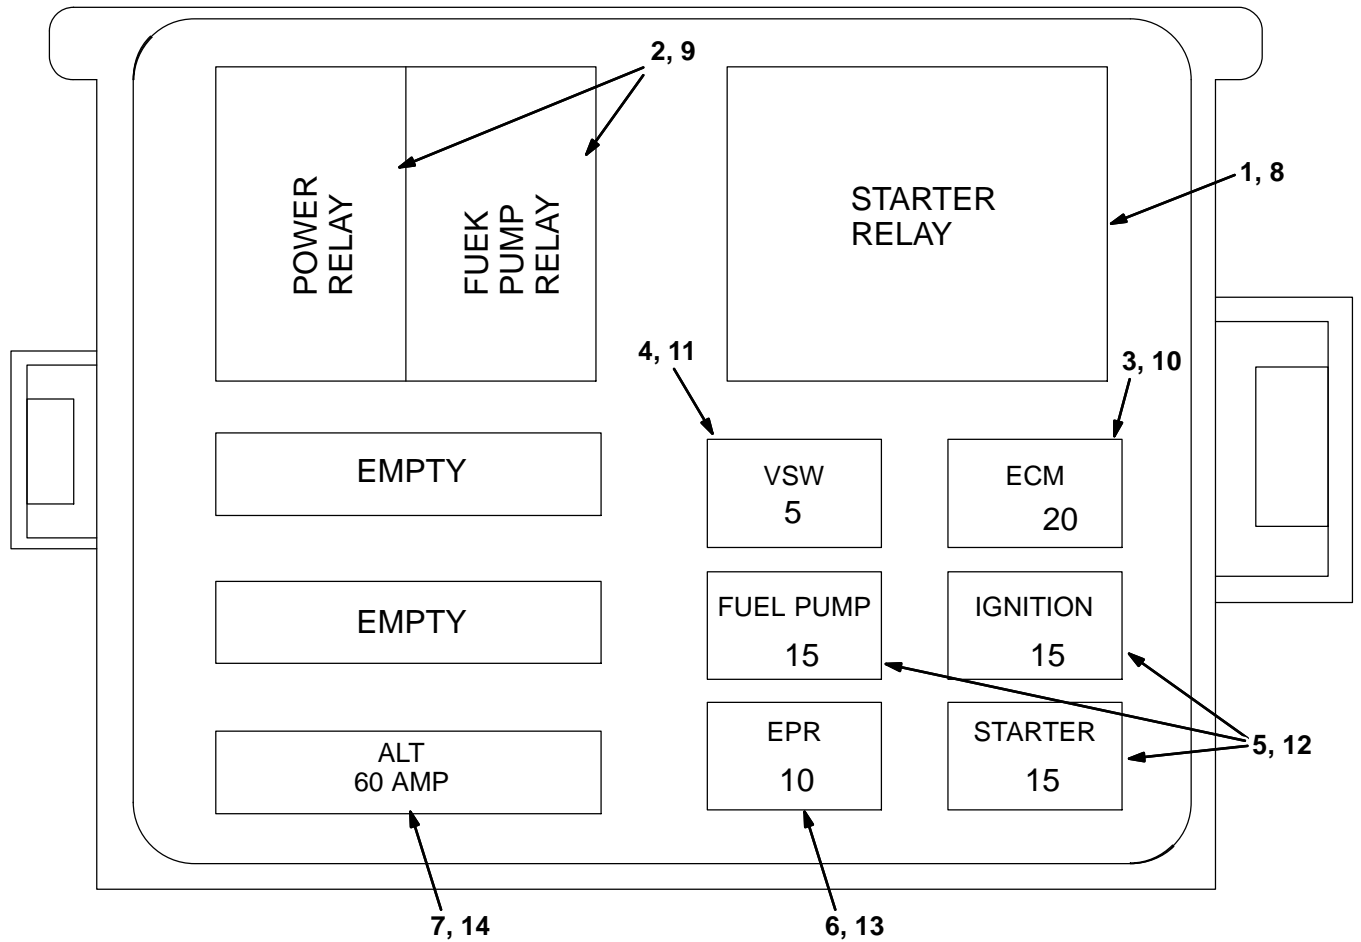 2, 9
POWER
RELAY
FUEK
PUMP
RELAY
STARTER
RELAY
1, 8
4, 11
3, 10
EMPTY
VSW
5
ECM
20
EMPTY
FUEL PUMP
15
IGNITION
15
ALT
60 AMP
EPR
10
STARTER
15
5, 12
7, 14
6, 13